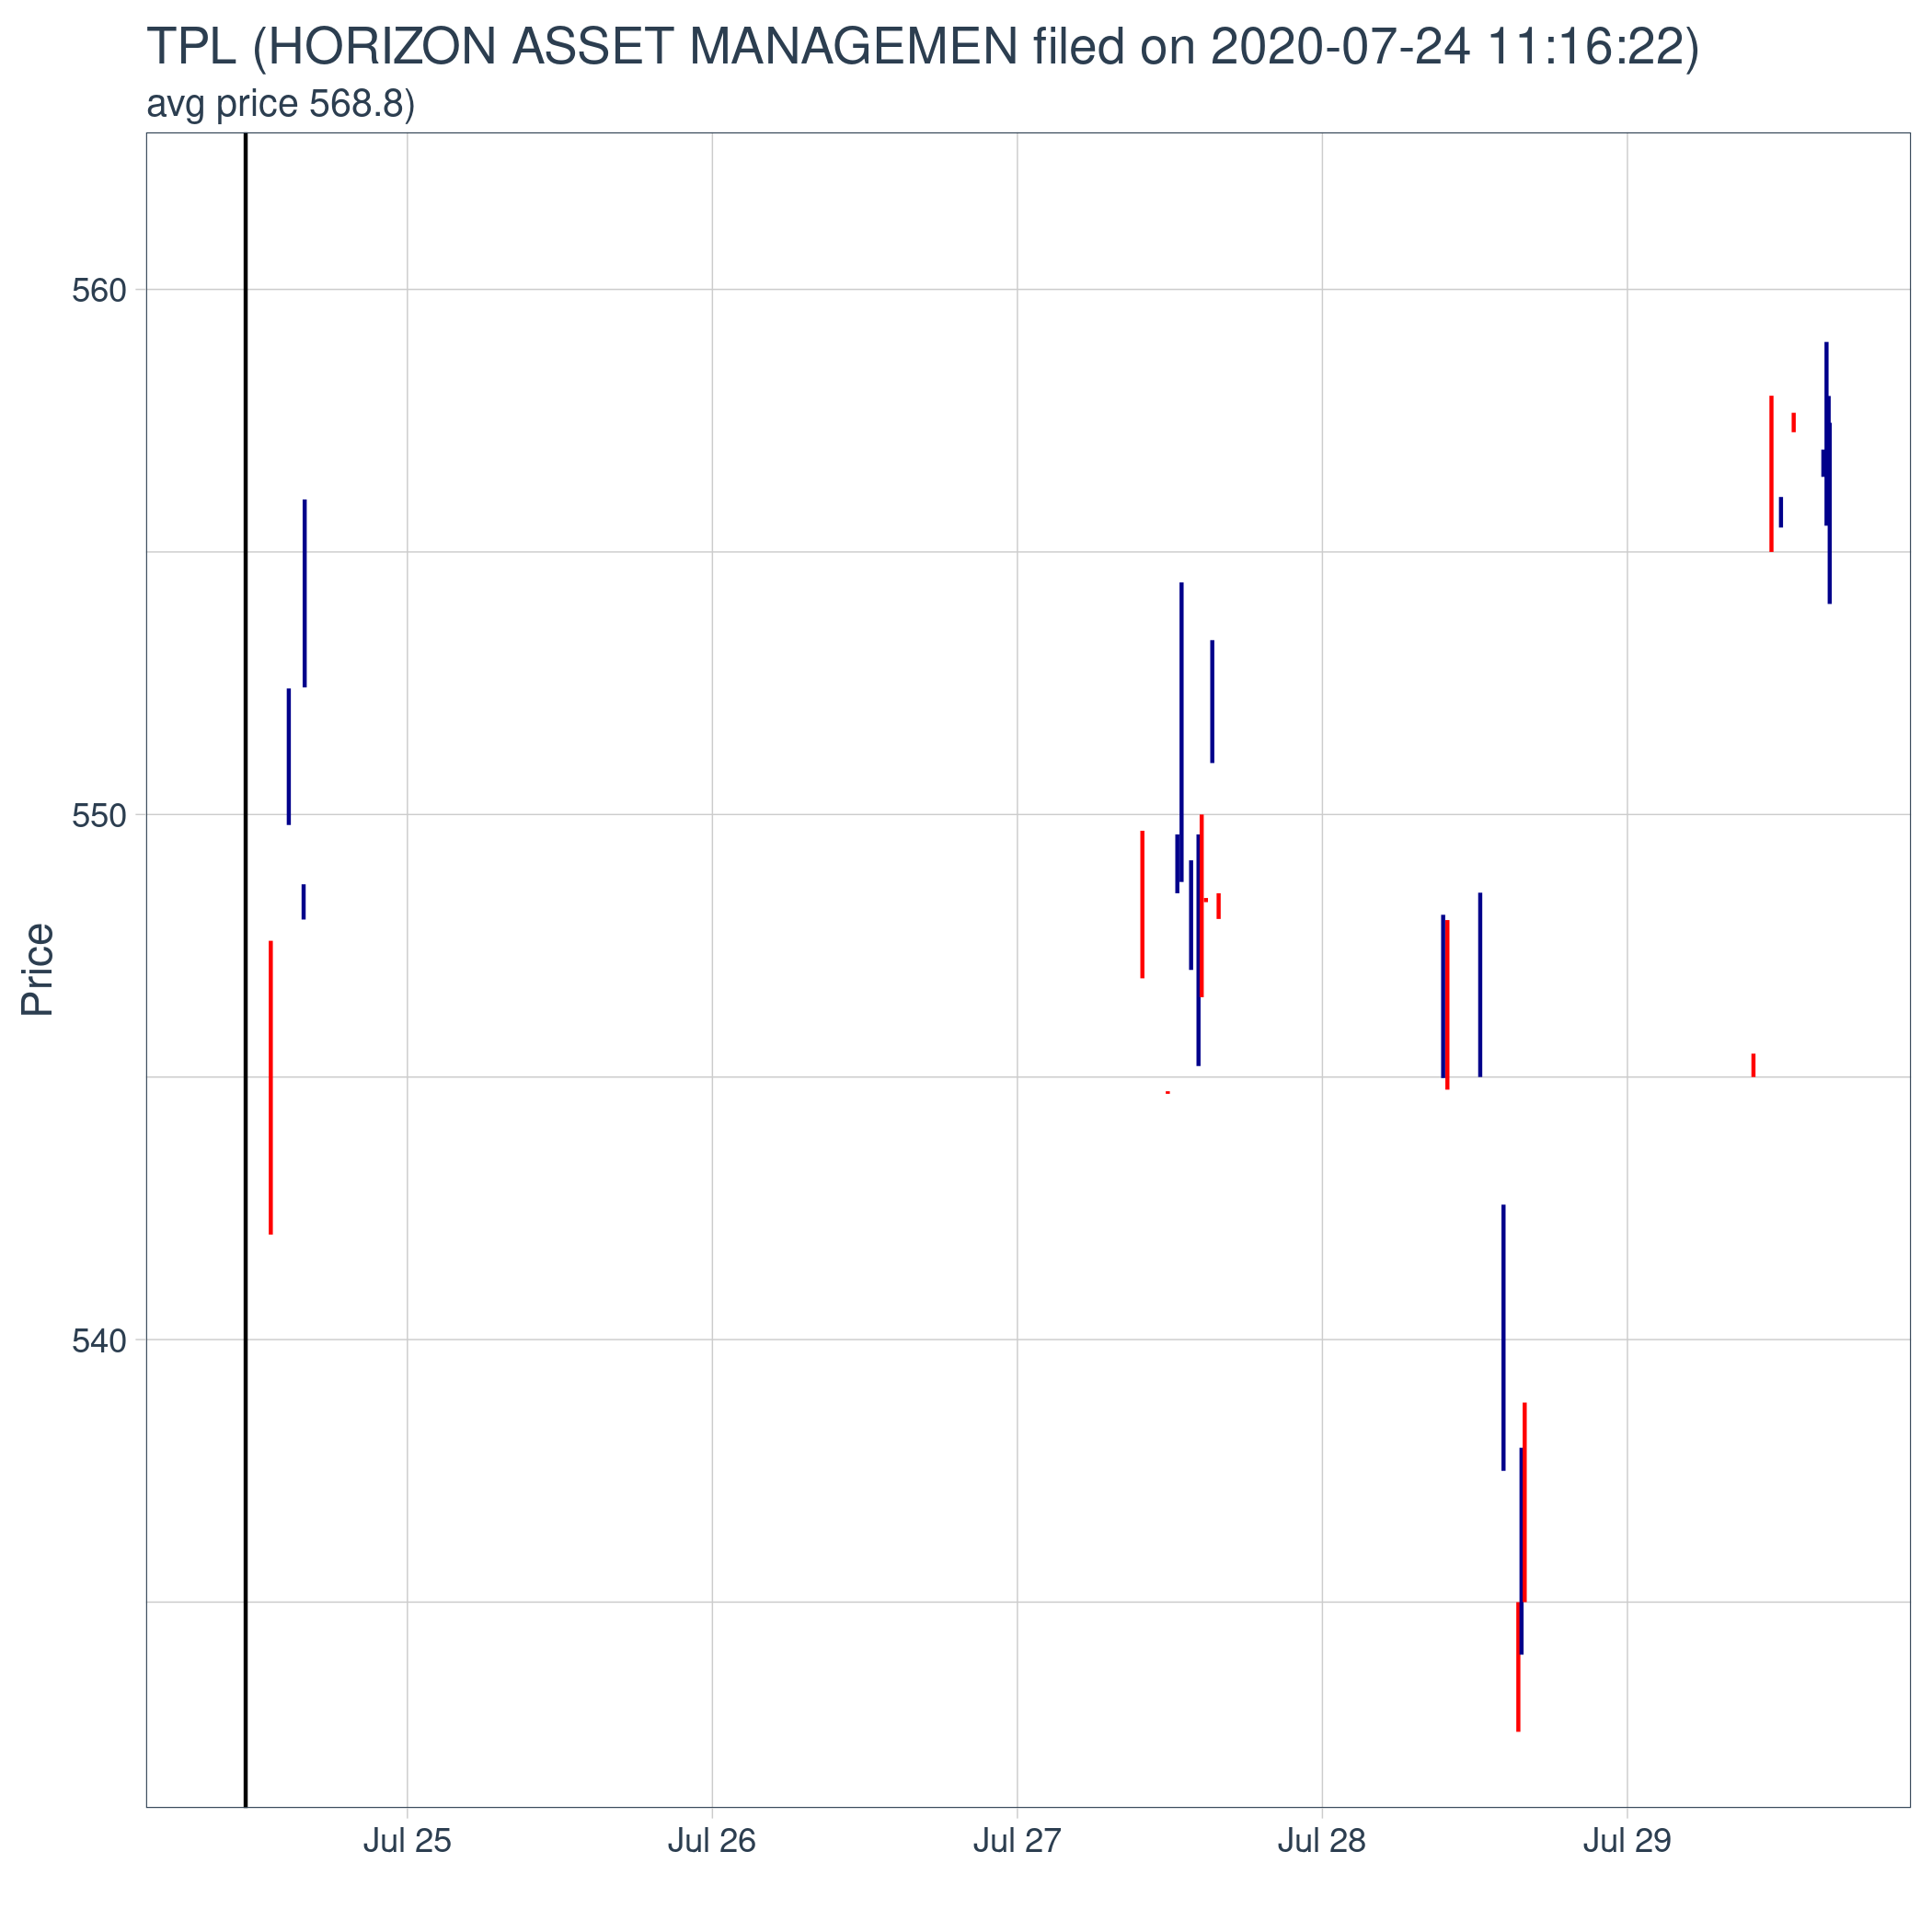 TPL (HORIZON ASSET MANAGEMEN filed on 2020-07-24 11:16:22)
avg price 568.8)
560
550
540
Price
Jul 25
Jul 26
Jul 27
Jul 28
Jul 29